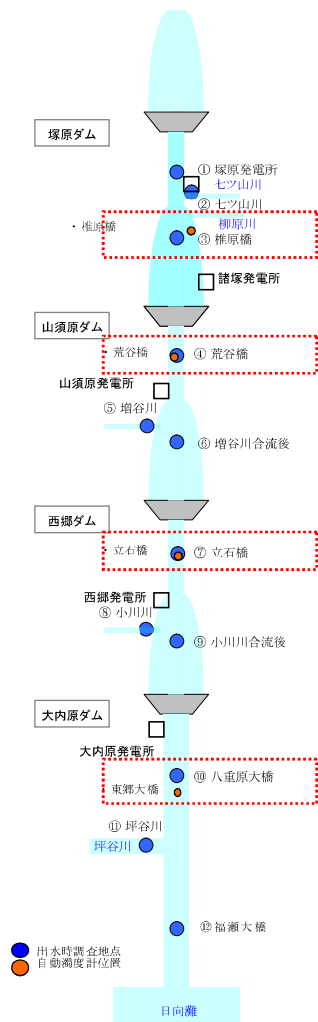 塚原ダム
① 塚原発電所
七ツ山川
② 七ツ山川
柳原川
・椎原橋
③ 椎原橋
諸塚発電所
山須原ダム
・荒谷橋
④ 荒谷橋
山須原発電所
⑤ 増谷川
⑥ 増谷川合流後
西郷ダム
・立石橋
⑦ 立石橋
西郷発電所
⑧ 小川川
⑨ 小川川合流後
大内原ダム
大内原発電所
⑩ 八重原大橋
東郷大橋
⑪ 坪谷川
坪谷川
⑫ 福瀬大橋
出水時調査地点
自動濁度計位置
日向灘